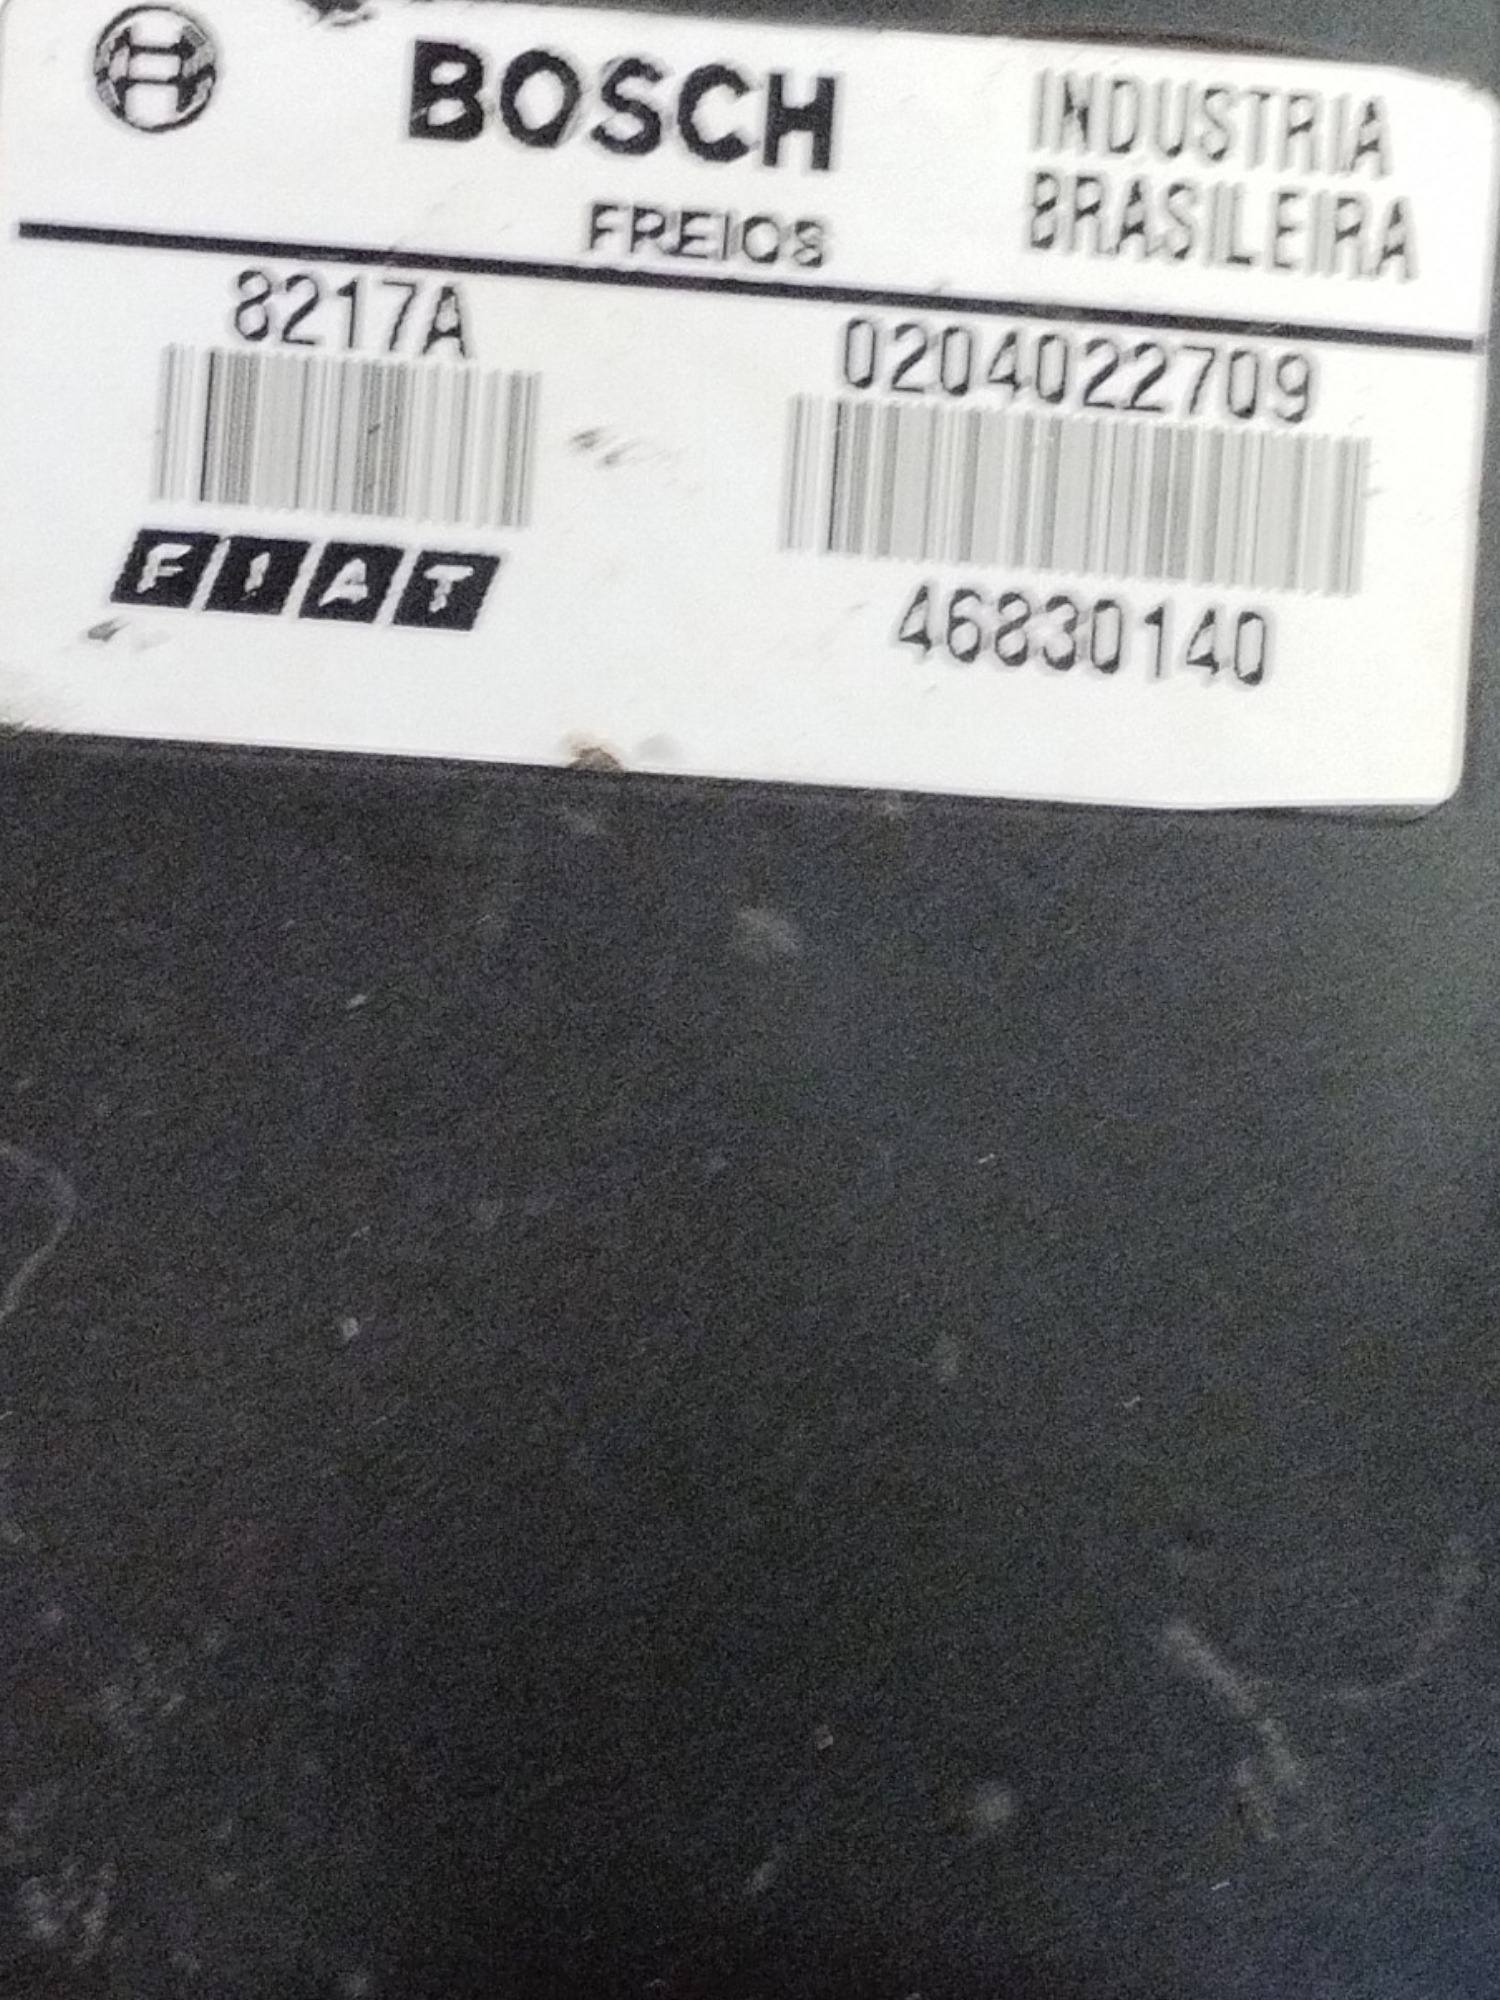 BOSCH
INDUSTRIA
BRASILEIRA
FREIOS
8217A
0204022709
FIAT
46830140